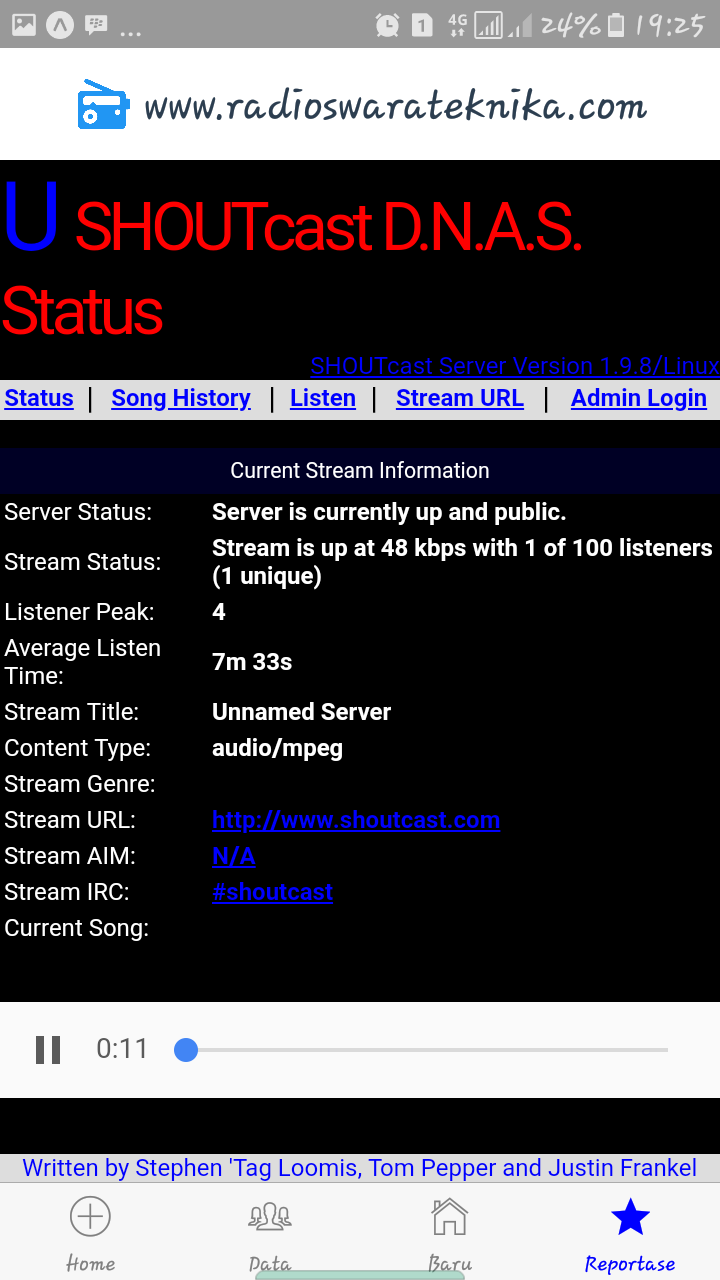 ... 1 4G 24% 19:25
www.radioswarateknika.com
U SHOUTcast D.N.A.S.
Status
SHOUTcast Server Version 1.9.8/Linux
Status | Song History | Listen | Stream URL | Admin Login
Current Stream Information
Server Status: Server is currently up and public.
Stream Status: Stream is up at 48 kbps with 1 of 100 listeners
(1 unique)
Listener Peak: 4
Average Listen
Time: 7m 33s
Stream Title: Unnamed Server
Content Type: audio/mpeg
Stream Genre:
Stream URL: http://www.shoutcast.com
Stream AIM: N/A
Stream IRC: #shoutcast
Current Song:
0:11
Written by Stephen 'Tag Loomis, Tom Pepper and Justin Frankel
Home Data Baru Reportase